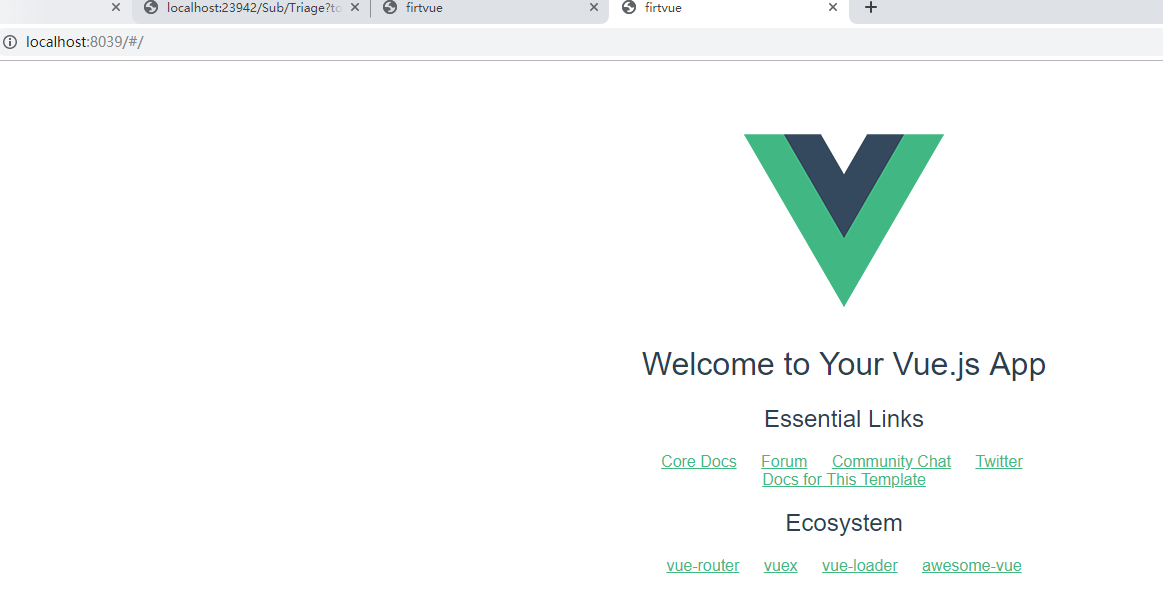 localhost:23942/Sub/Triage?to
firtvue
firtvue
localhost:8039/#/
Welcome to Your Vue.js App
Essential Links
Core Docs Forum Community Chat Twitter
Docs for This Template
Ecosystem
vue-router vuex vue-loader awesome-vue